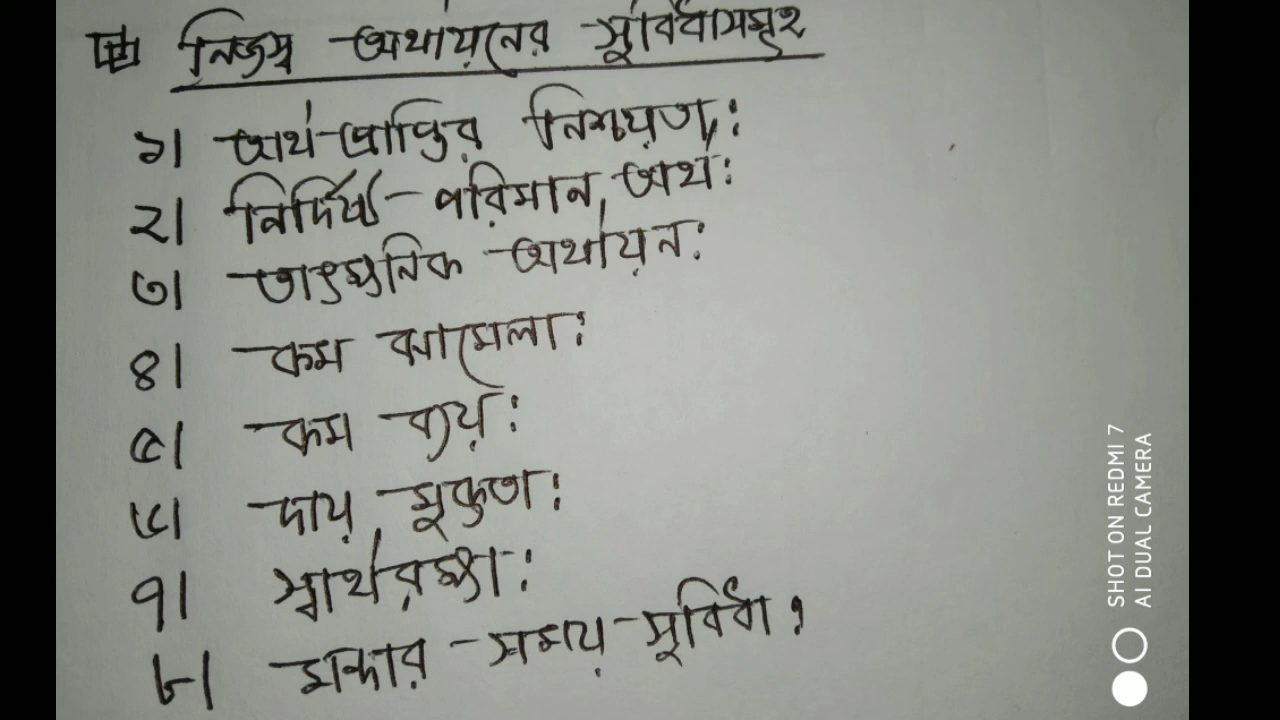 নিজস্ব অর্থায়নের সুবিধাসমূহ
১। অর্থ প্রাপ্তির নিশ্চয়তা:
২। নির্দিষ্ট পরিমান অর্থ:
৩। তাৎক্ষনিক অর্থায়ন:
৪। কম ঝামেলা:
৫। কম ব্যয়:
৬। দায় মুক্ততা:
৭। স্বার্থরক্ষা:
৮। মন্দার সময় সুবিধা:
SHOT ON REDMI 7
AI DUAL CAMERA